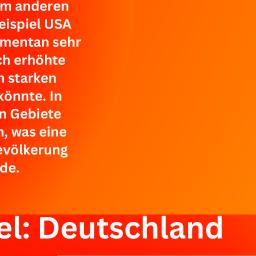 m anderen
eispiel USA
mentan sehr
ch erhöhte
n starken
könnte. In
n Gebiete
n, was eine
evölkerung
de.
el: Deutschland